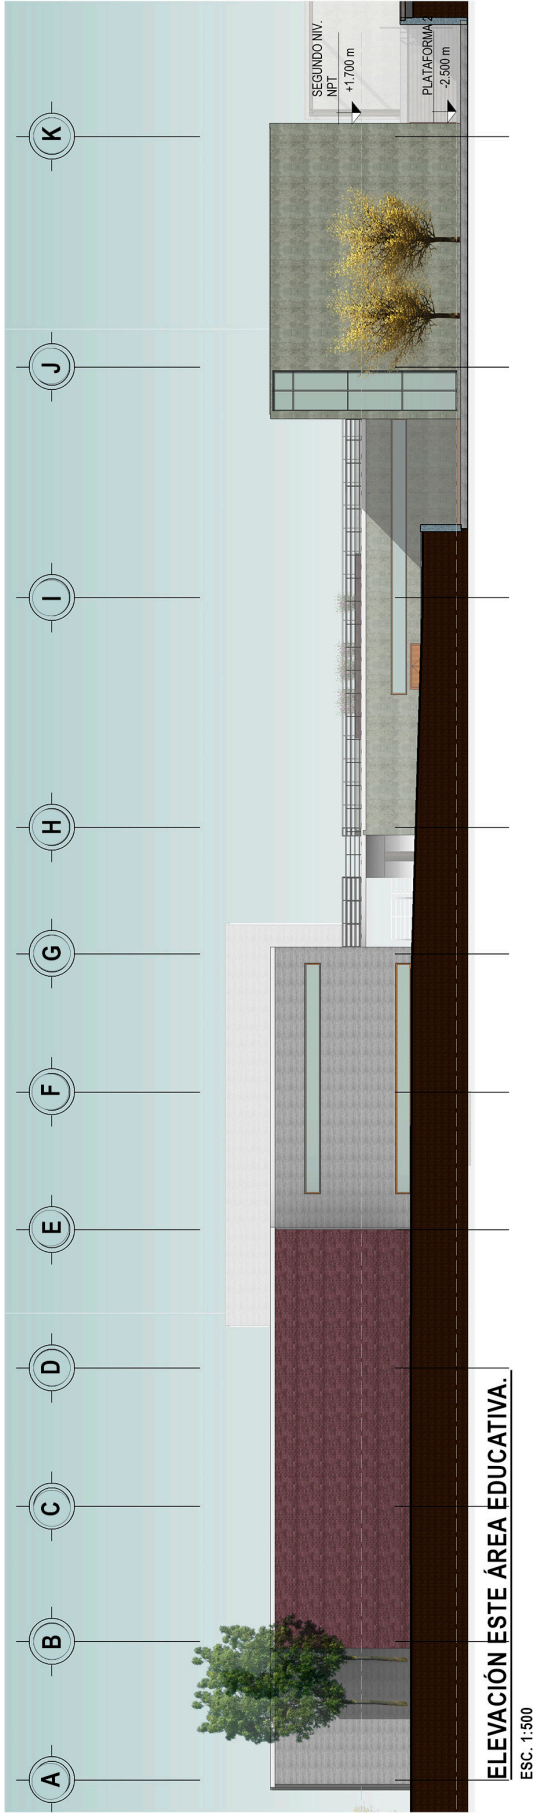 A
B
C
D
E
F
G
H
I
J
K
SEGUNDO NIV.
NPT
+1.700 m
PLATAFORMA 2
-2.500 m
ELEVACIÓN ESTE ÁREA EDUCATIVA.
ESC. 1:500